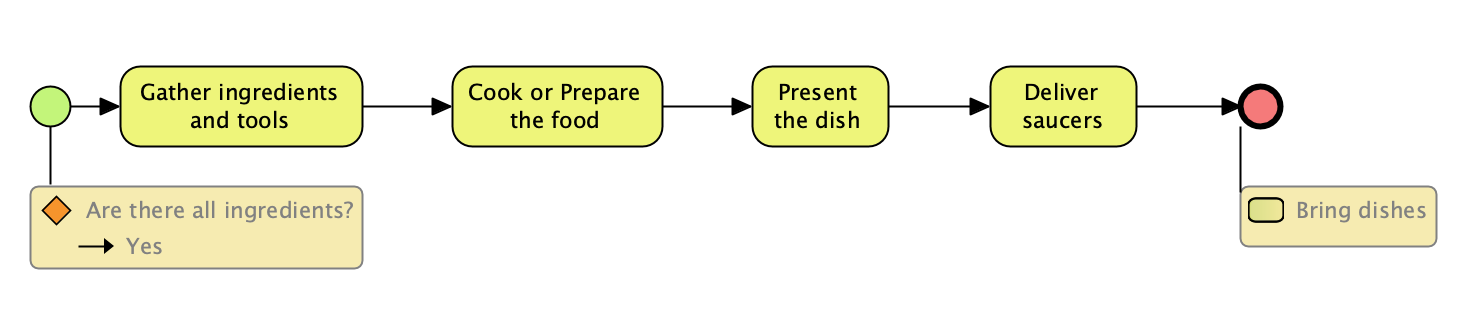 Gather ingredients
and tools
Cook or Prepare
the food
Present
the dish
Deliver
saucers
Are there all ingredients?
Yes
Bring dishes